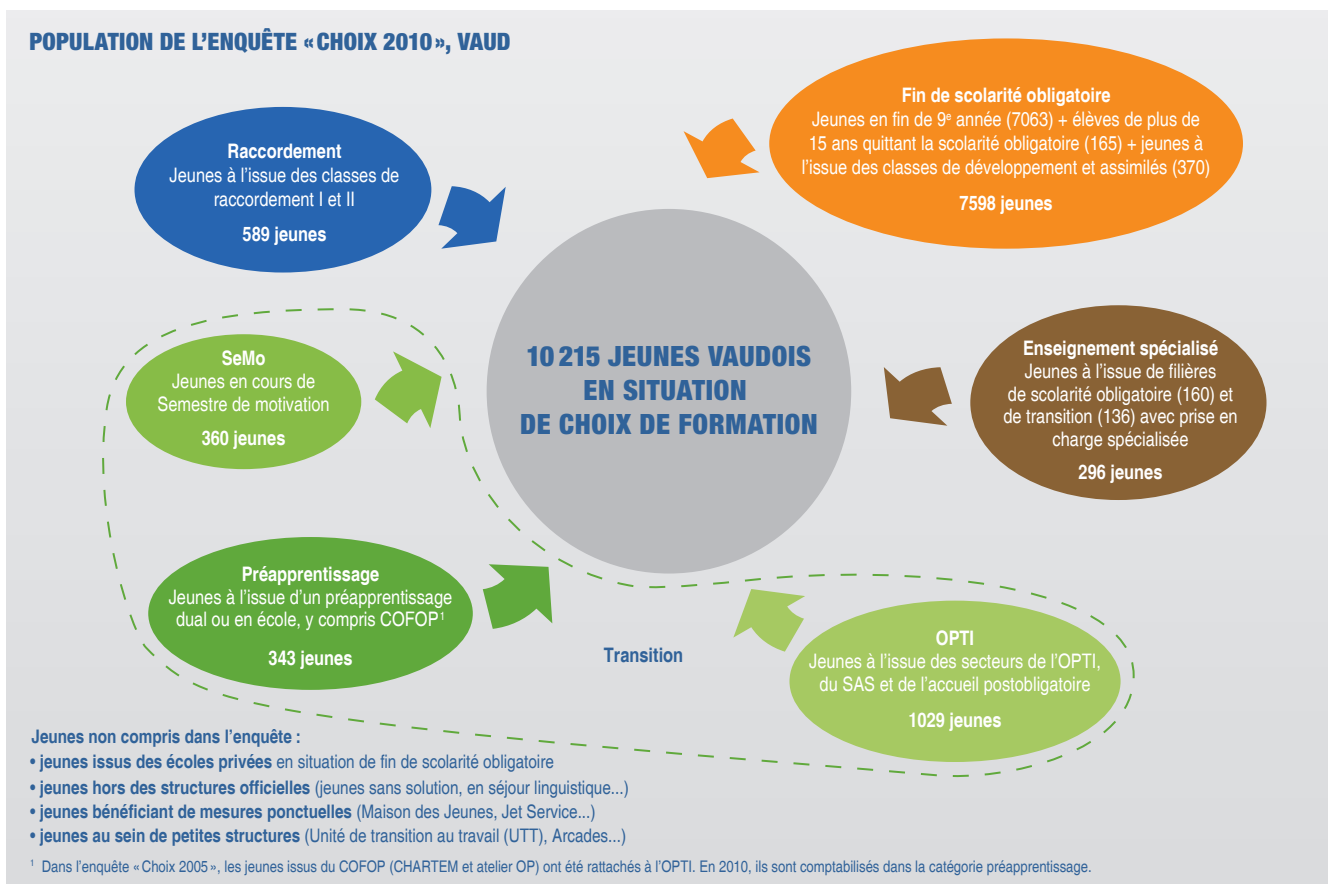 POPULATION DE L'ENQUÊTE «CHOIX 2010», VAUD
Fin de scolarité obligatoire
Jeunes en fin de 9e année (7063) + élèves de plus de
15 ans quittant la scolarité obligatoire (165) + jeunes à
l'issue des classes de développement et assimilés (370)
7598 jeunes
Raccordement
Jeunes à l'issue des classes de
raccordement I et II
589 jeunes
10 215 JEUNES VAUDOIS
EN SITUATION
DE CHOIX DE FORMATION
SeMo
Jeunes en cours de
Semestre de motivation
360 jeunes
Enseignement spécialisé
Jeunes à l'issue de filières
de scolarité obligatoire (160) et
de transition (136) avec prise en
charge spécialisée
296 jeunes
Préapprentissage
Jeunes à l'issue d'un préapprentissage
dual ou en école, y compris COFOP1
343 jeunes
Transition
OPTI
Jeunes à l'issue des secteurs de l'OPTI,
du SAS et de l'accueil postobligatoire
1029 jeunes
Jeunes non compris dans l'enquête :
• jeunes issus des écoles privées en situation de fin de scolarité obligatoire
• jeunes hors des structures officielles (jeunes sans solution, en séjour linguistique...)
• jeunes bénéficiant de mesures ponctuelles (Maison des Jeunes, Jet Service...)
• jeunes au sein de petites structures (Unité de transition au travail (UTT), Arcades...)
1 Dans l'enquête «Choix 2005», les jeunes issus du COFOP (CHARTEM et atelier OP) ont été rattachés à l'OPTI. En 2010, ils sont comptabilisés dans la catégorie préapprentissage.